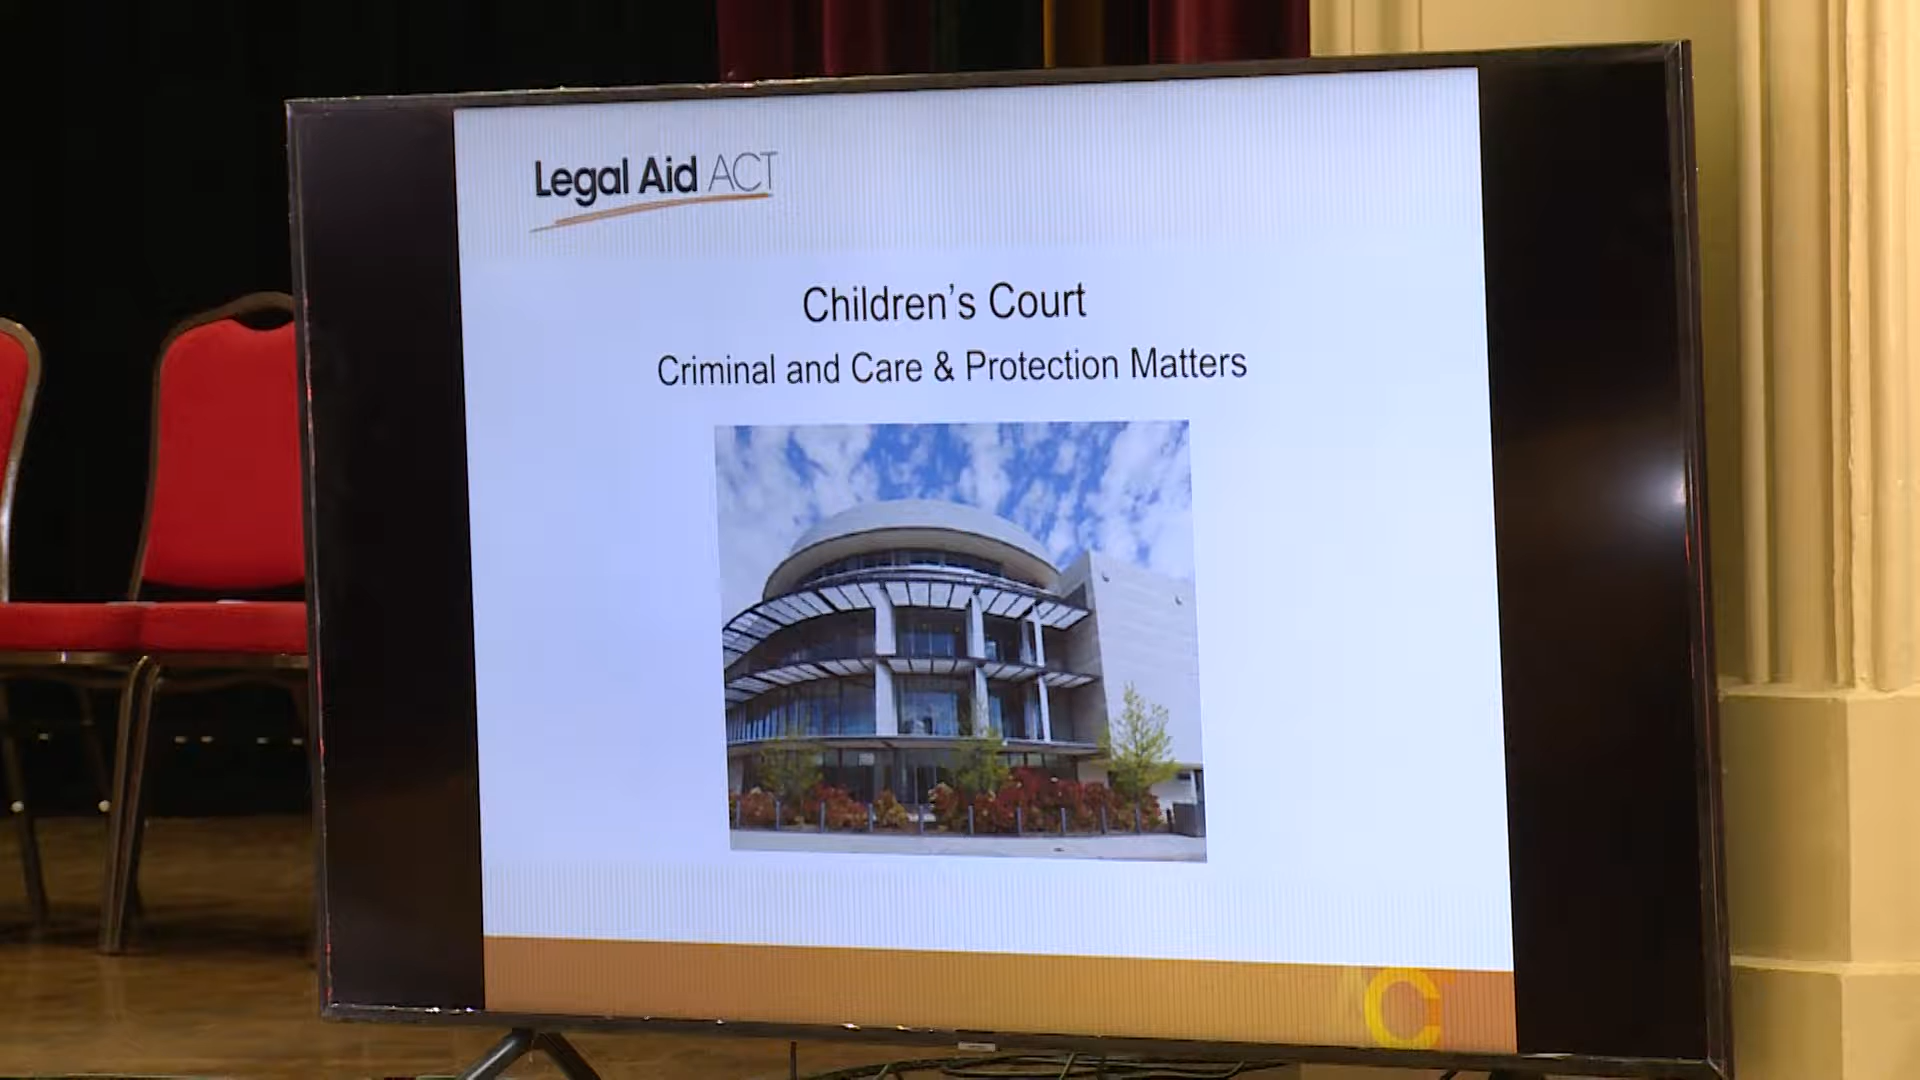 Legal Aid ACT
Children's Court
Criminal and Care & Protection Matters